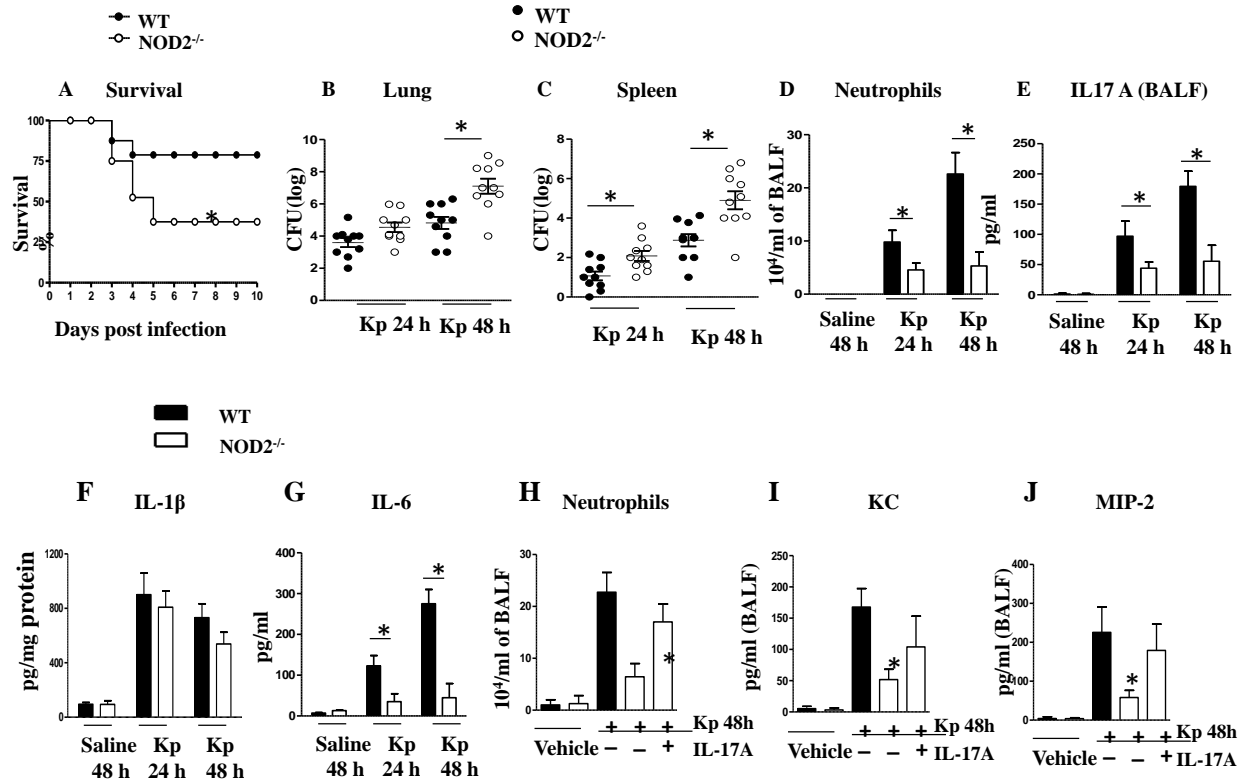 WT
NOD2-/-
WT
NOD2-/-
A Survival
B Lung
C Spleen
D Neutrophils
E IL17 A (BALF)
Survival
%
100
75
50
25
0
*
0 1 2 3 4 5 6 7 8 9 10
Days post infection
CFU(log)
10
8
6
4
2
0
*
Kp 24 h Kp 48 h
CFU(log)
8
6
4
2
0
* *
Kp 24 h Kp 48 h
10⁴/ml of BALF
30
20
10
0
* *
Saline Kp Kp
48 h 24 h 48 h
pg/ml
250
200
150
100
50
0
* *
Saline Kp Kp
48 h 24 h 48 h
WT
NOD2-/-
F IL-1β
G IL-6
H Neutrophils
I KC
J MIP-2
pg/mg protein
1200
800
400
0
Saline Kp Kp
48 h 24 h 48 h
pg/ml
400
300
200
100
0
* *
Saline Kp Kp
48 h 24 h 48 h
10⁴/ml of BALF
30
20
10
0
*
+ + + Kp 48h
Vehicle – – + IL-17A
pg/ml (BALF)
250
200
150
100
50
0
*
+ + + Kp 48h
Vehicle – – + IL-17A
pg/ml (BALF)
400
300
200
100
0
*
+ + + Kp 48h
Vehicle – – + IL-17A